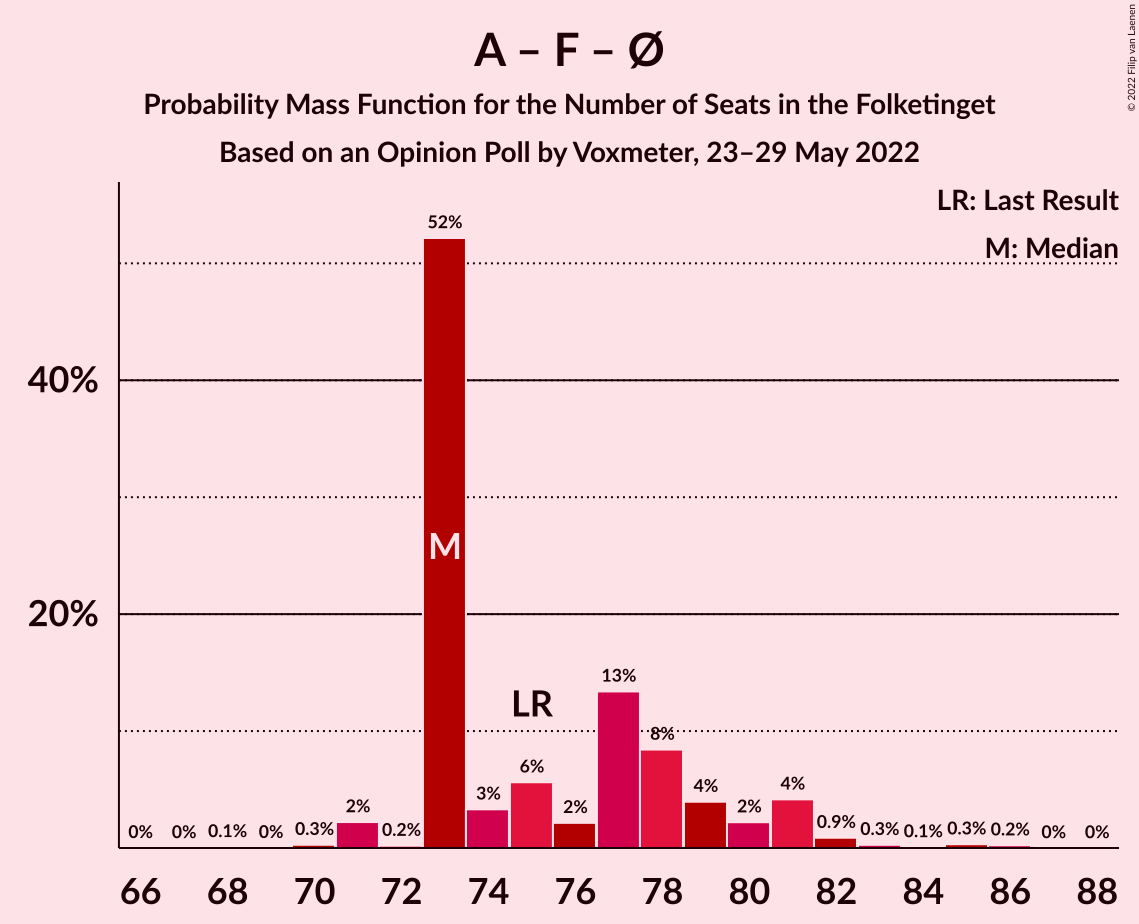 A – F – Ø
Probability Mass Function for the Number of Seats in the Folketinget
Based on an Opinion Poll by Voxmeter, 23–29 May 2022
© 2022 Filip van Laenen
LR: Last Result
M: Median
40%
20%
0%
0%
0.1%
0%
0.3%
2%
0.2%
52%
M
3%
6%
LR
2%
13%
8%
4%
2%
4%
0.9%
0.3%
0.1%
0.3%
0.2%
0%
0%
66 68 70 72 74 76 78 80 82 84 86 88